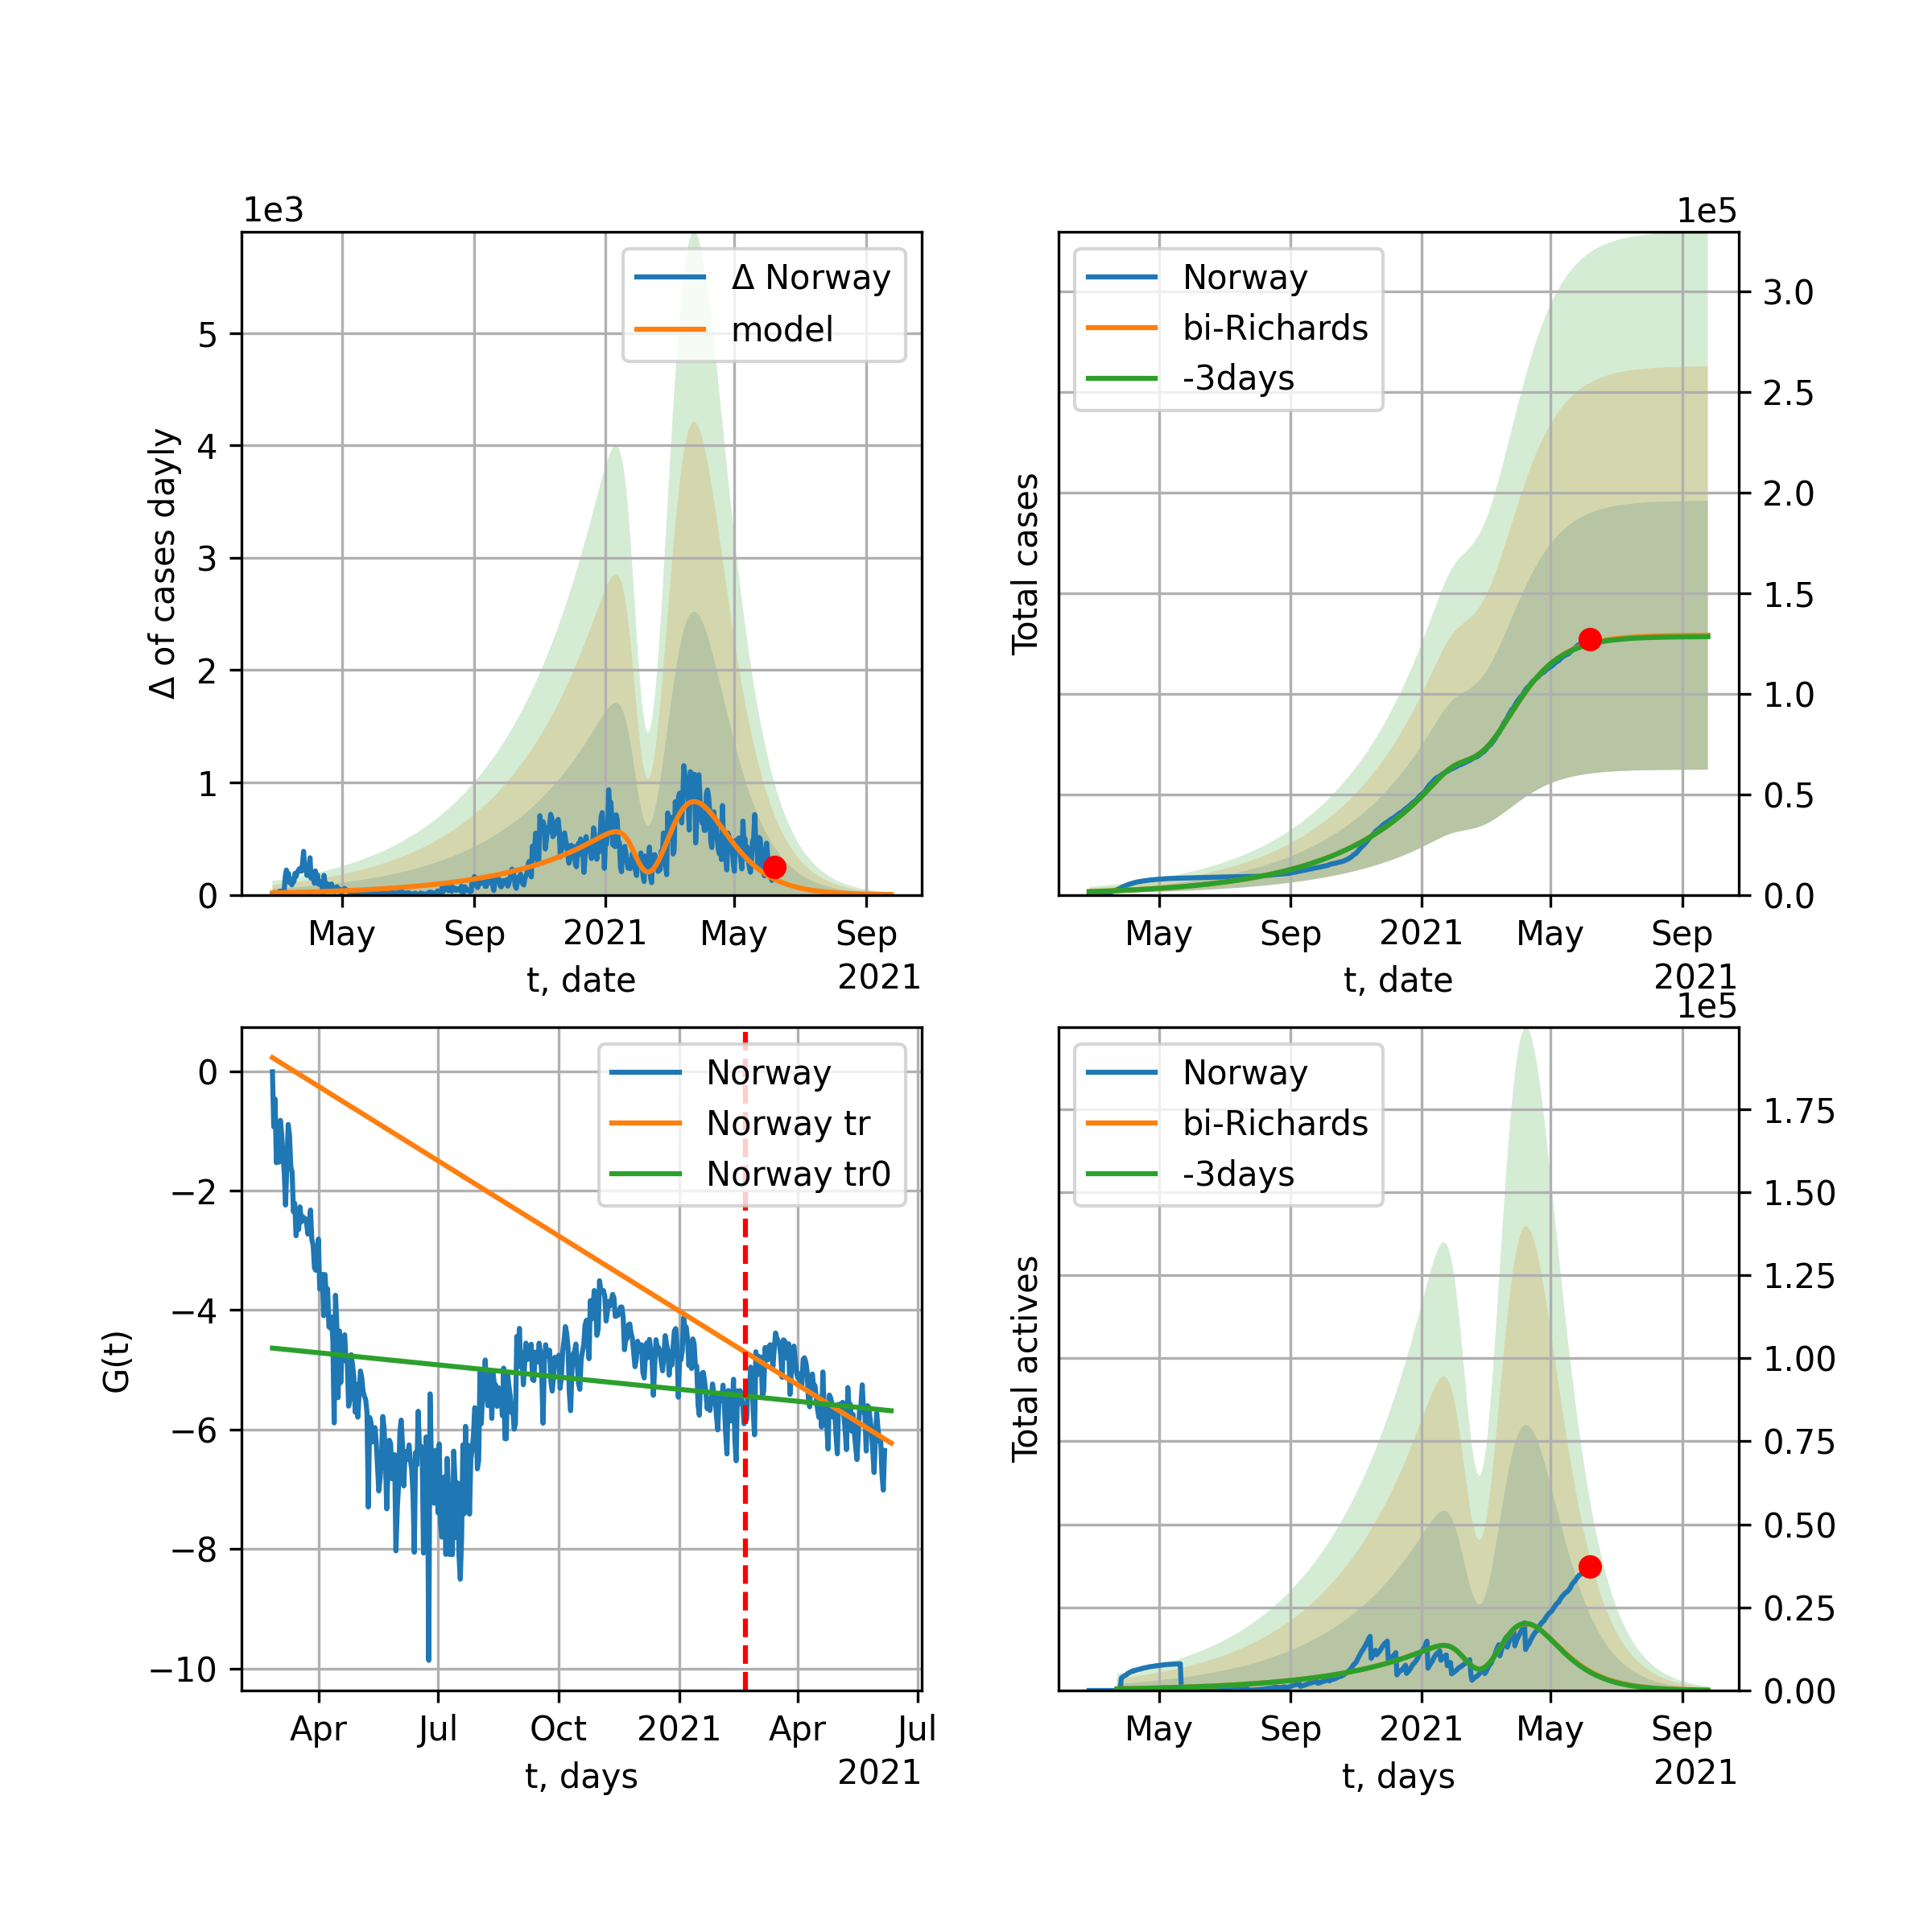 1e3
Δ Norway
model
5
4
3
2
1
0
Δ of cases dayly
May Sep 2021 May Sep
t, date
2021
1e5
Norway
bi-Richards
-3days
3.0
2.5
2.0
1.5
1.0
0.5
0.0
Total cases
May Sep 2021 May Sep
t, date
2021
Norway
Norway tr
Norway tr0
0
−2
−4
−6
−8
−10
G(t)
Apr Jul Oct 2021 Apr Jul
t, days
2021
1e5
Norway
bi-Richards
-3days
1.75
1.50
1.25
1.00
0.75
0.50
0.25
0.00
Total actives
May Sep 2021 May Sep
t, days
2021